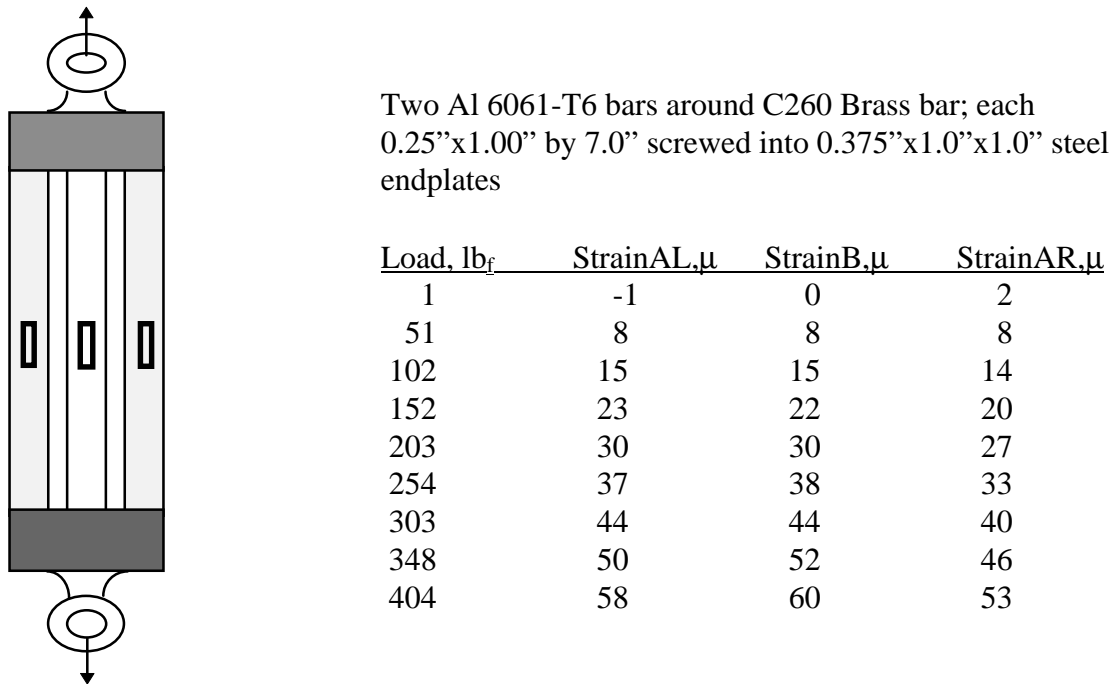 Two Al 6061-T6 bars around C260 Brass bar; each
0.25”x1.00” by 7.0” screwed into 0.375”x1.0”x1.0” steel
endplates
Load, lbf StrainAL,μ StrainB,μ StrainAR,μ
1 -1 0 2
51 8 8 8
102 15 15 14
152 23 22 20
203 30 30 27
254 37 38 33
303 44 44 40
348 50 52 46
404 58 60 53